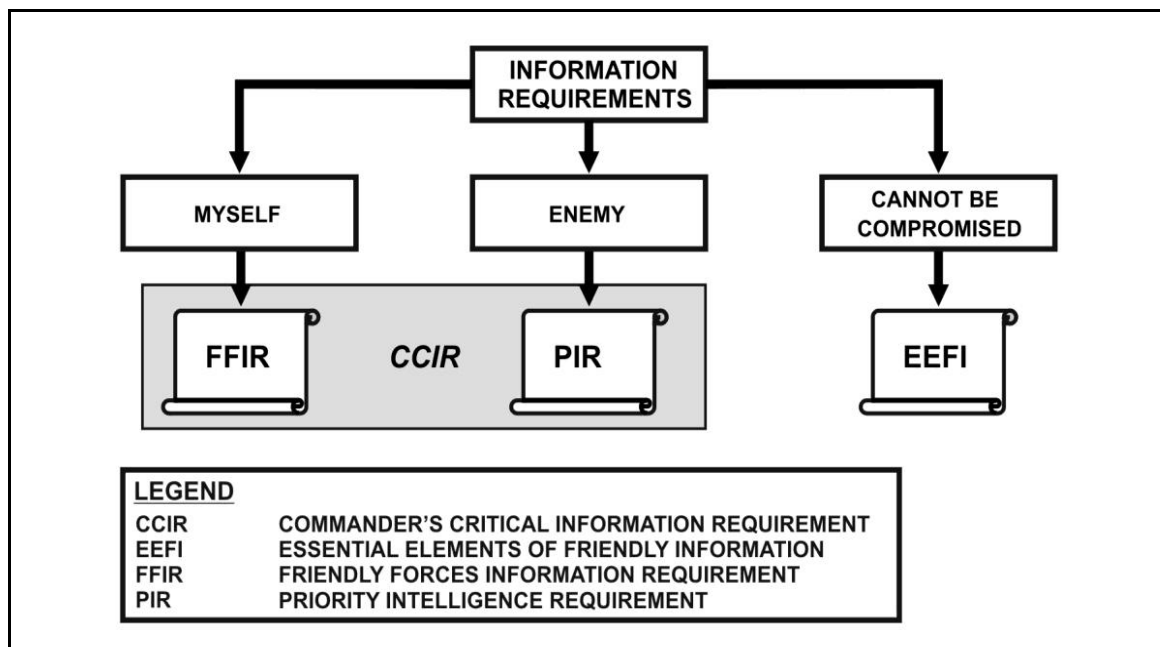 INFORMATION
REQUIREMENTS
MYSELF
ENEMY
CANNOT BE
COMPROMISED
FFIR
CCIR
PIR
EEFI
LEGEND
CCIR COMMANDER'S CRITICAL INFORMATION REQUIREMENT
EEFI ESSENTIAL ELEMENTS OF FRIENDLY INFORMATION
FFIR FRIENDLY FORCES INFORMATION REQUIREMENT
PIR PRIORITY INTELLIGENCE REQUIREMENT